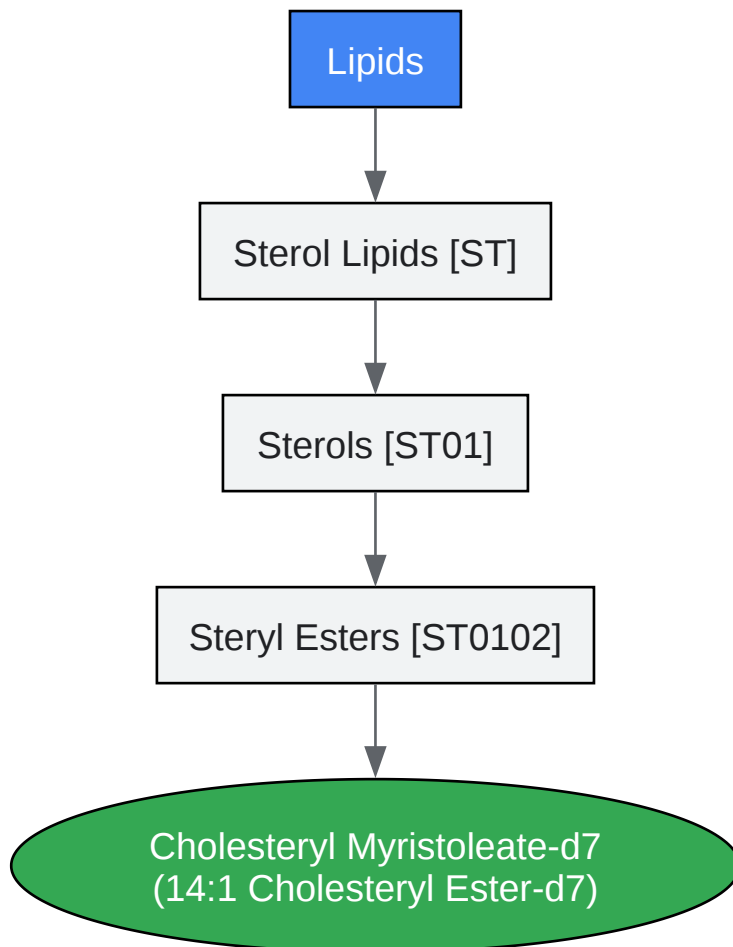 Lipids
Sterol Lipids [ST]
Sterols [ST01]
Steryl Esters [ST0102]
Cholesteryl Myristoleate-d7
(14:1 Cholesteryl Ester-d7)